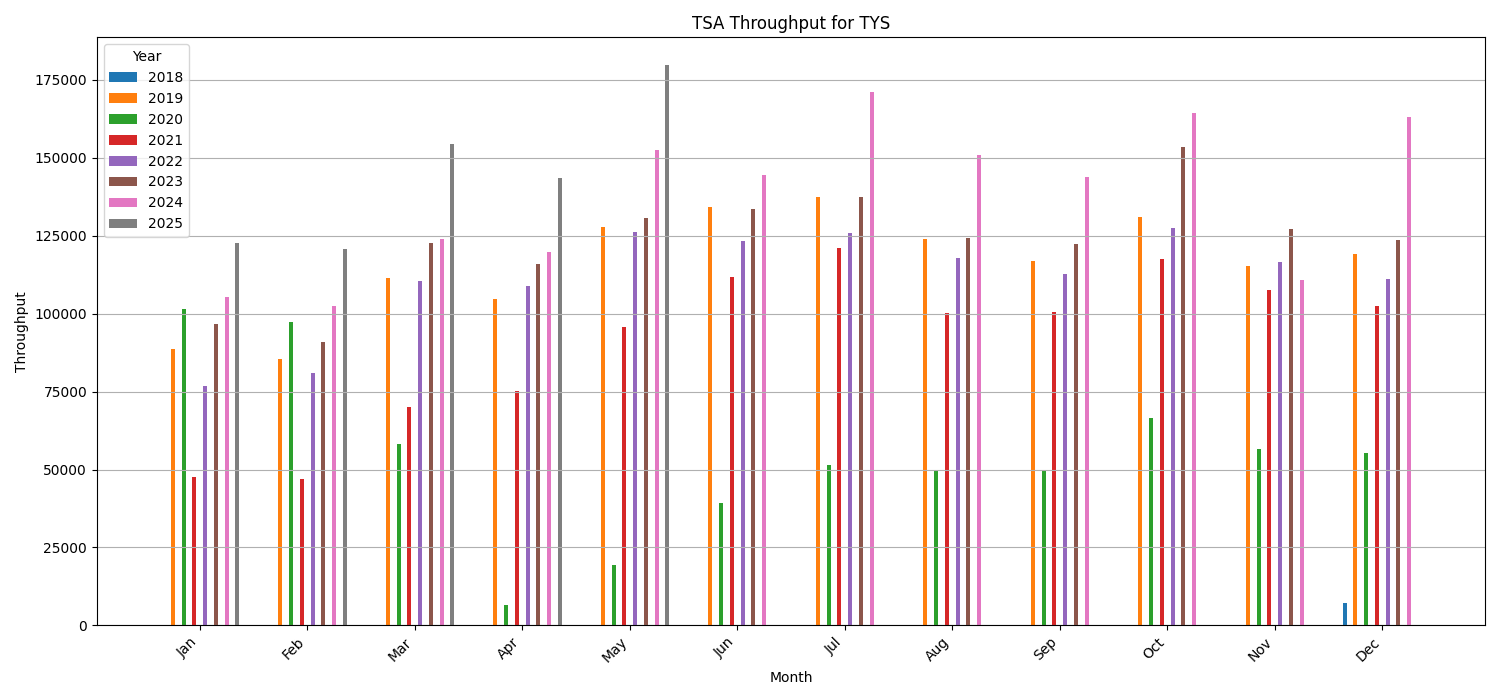 TSA Throughput for TYS
Year
2018
2019
2020
2021
2022
2023
2024
2025
Throughput
175000
150000
125000
100000
75000
50000
25000
0
Jan
Feb
Mar
Apr
May
Jun
Jul
Aug
Sep
Oct
Nov
Dec
Month